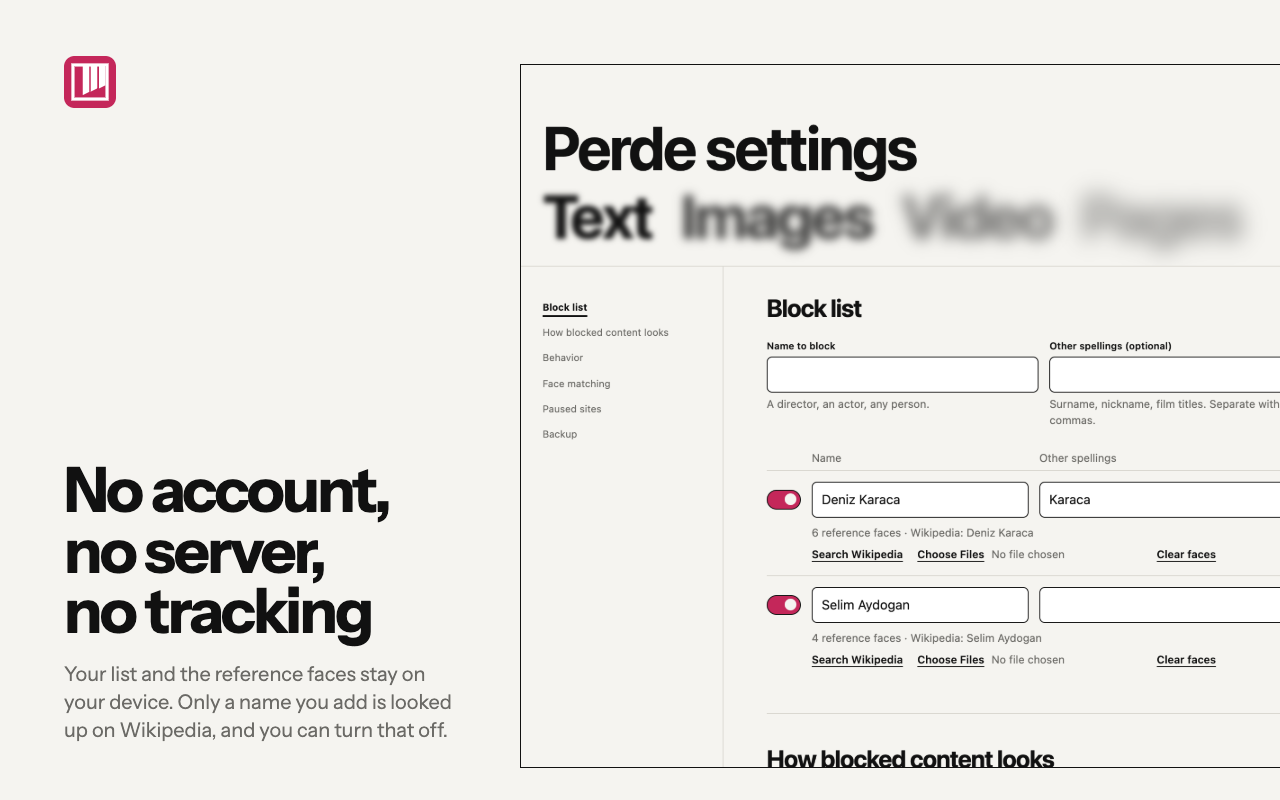 No account,
no server,
no tracking
Your list and the reference faces stay on
your device. Only a name you add is looked
up on Wikipedia, and you can turn that off.
Perde settings
Text Images Video Pages
Block list
How blocked content looks
Behavior
Face matching
Paused sites
Backup
Block list
Name to block
Other spellings (optional)
A director, an actor, any person.
Surname, nickname, film titles. Separate with
commas.
Name
Other spellings
Deniz Karaca
Karaca
6 reference faces · Wikipedia: Deniz Karaca
Search Wikipedia Choose Files No file chosen Clear faces
Selim Aydogan
4 reference faces · Wikipedia: Selim Aydogan
Search Wikipedia Choose Files No file chosen Clear faces
How blocked content looks